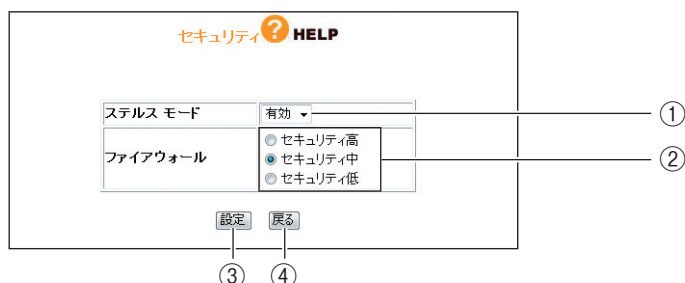 セキュリティ ? HELP
ステルス モード 有効 ①
ファイアウォール
セキュリティ高
セキュリティ中 ②
セキュリティ低
設定 戻る
③ ④